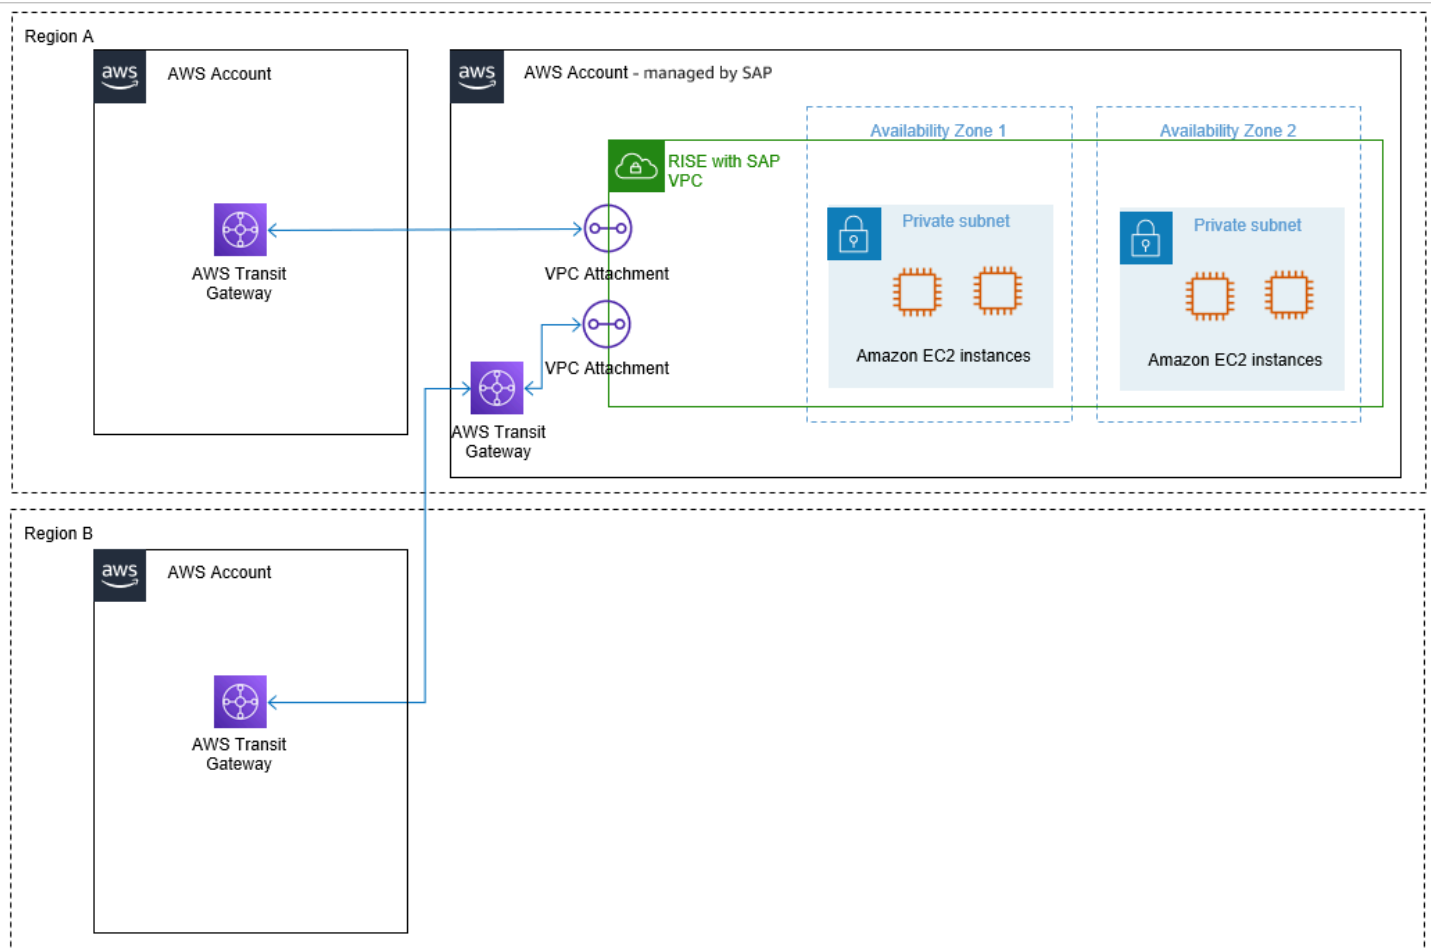 Region A
aws
AWS Account
aws
AWS Account - managed by SAP
Availability Zone 1
Availability Zone 2
RISE with SAP
VPC
Private subnet
Private subnet
AWS Transit
Gateway
VPC Attachment
VPC Attachment
Amazon EC2 instances
Amazon EC2 instances
AWS Transit
Gateway
Region B
aws
AWS Account
AWS Transit
Gateway